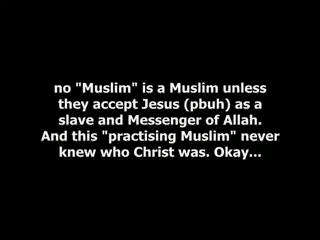 no "Muslim" is a Muslim unless
they accept Jesus (pbuh) as a
slave and Messenger of Allah.
And this "practising Muslim" never
knew who Christ was. Okay...